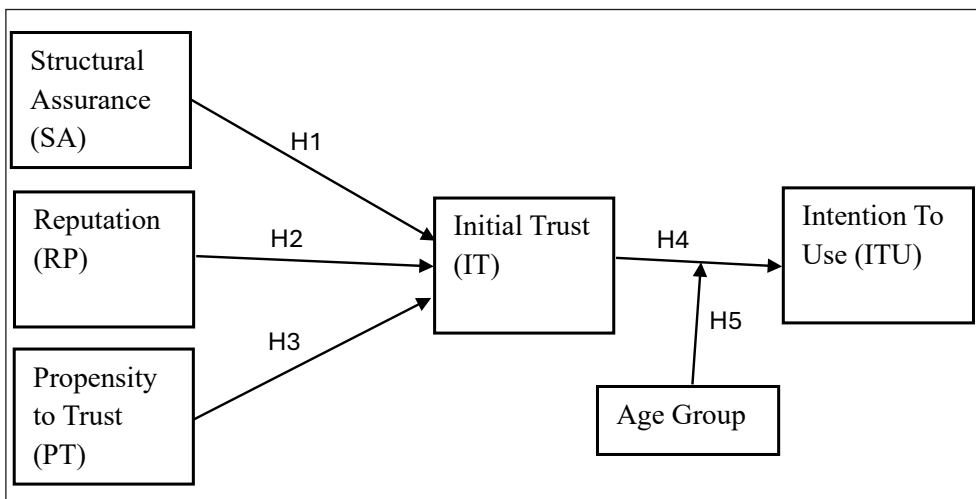 Structural
Assurance
(SA)
H1
Reputation
(RP)
H2
Propensity
to Trust
(PT)
H3
Initial Trust
(IT)
H4
Intention To
Use (ITU)
H5
Age Group